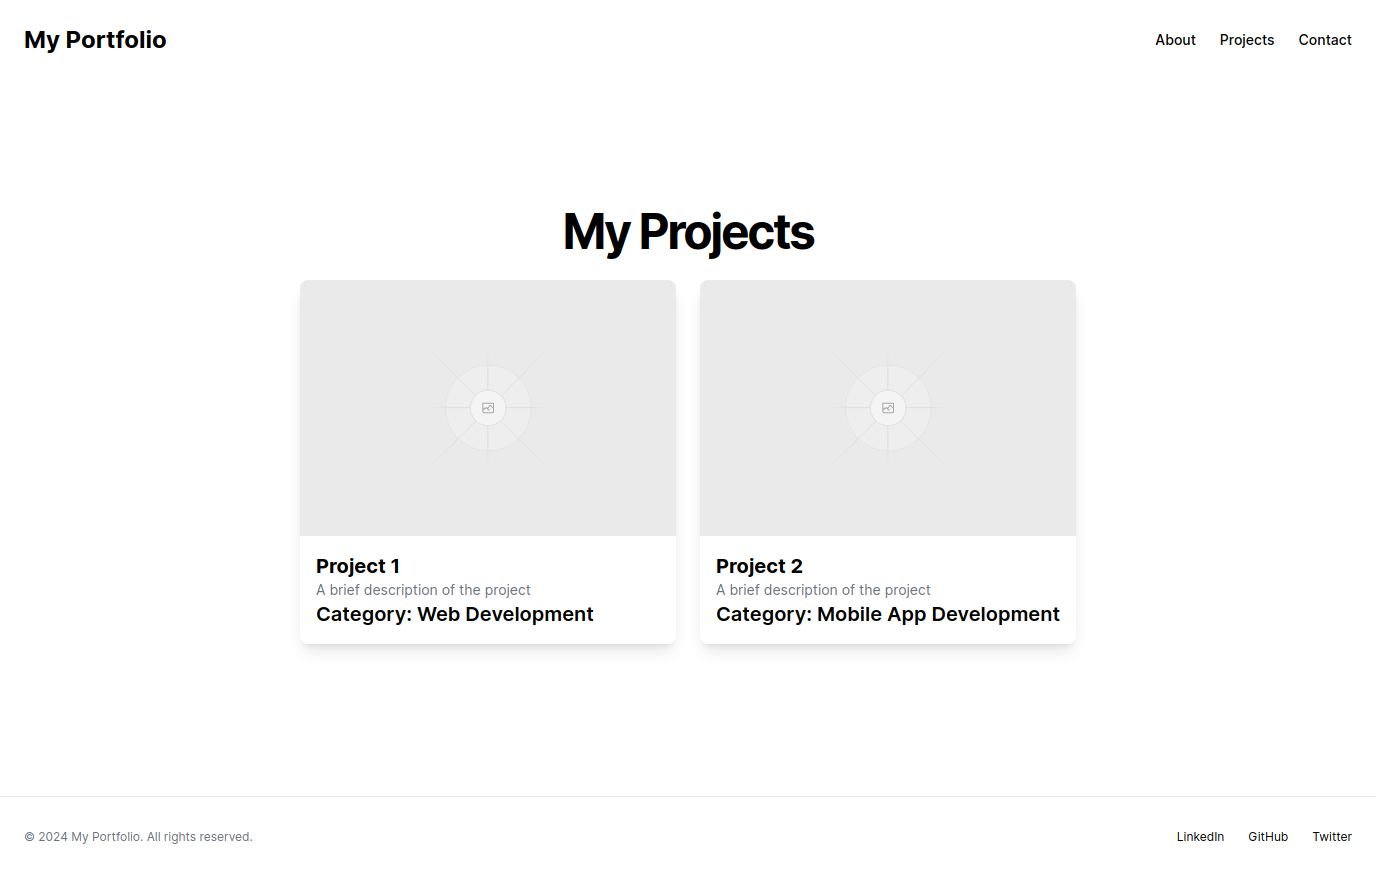 My Portfolio
About Projects Contact
My Projects
Project 1
A brief description of the project
Category: Web Development
Project 2
A brief description of the project
Category: Mobile App Development
© 2024 My Portfolio. All rights reserved.
LinkedIn GitHub Twitter